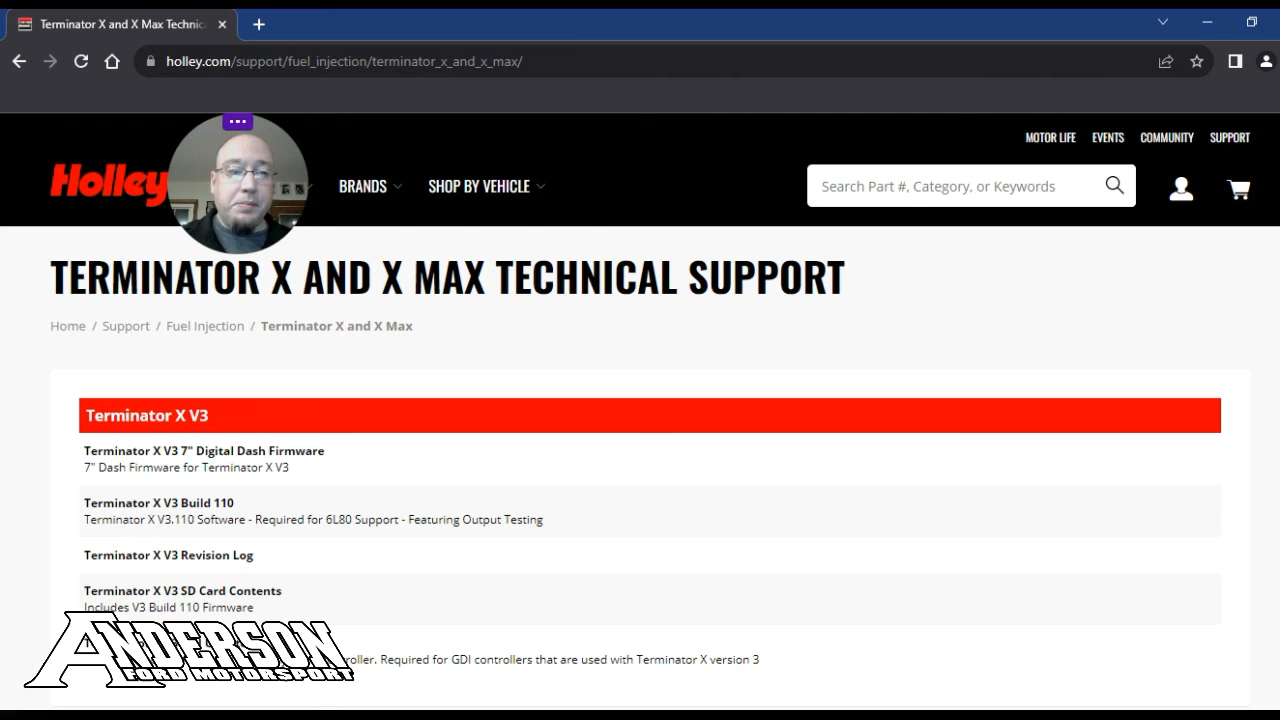 Terminator X and X Max Technic
holley.com/support/fuel_injection/terminator_x_and_x_max/
MOTOR LIFE EVENTS COMMUNITY SUPPORT
Holley
BRANDS SHOP BY VEHICLE
Search Part #, Category, or Keywords
TERMINATOR X AND X MAX TECHNICAL SUPPORT
Home / Support / Fuel Injection / Terminator X and X Max
Terminator X V3
Terminator X V3 7" Digital Dash Firmware
7" Dash Firmware for Terminator X V3
Terminator X V3 Build 110
Terminator X V3.110 Software - Required for 6L80 Support - Featuring Output Testing
Terminator X V3 Revision Log
Terminator X V3 SD Card Contents
Includes V3 Build 110 Firmware
ANDERSON
FORD MOTORSPORT
roller. Required for GDI controllers that are used with Terminator X version 3